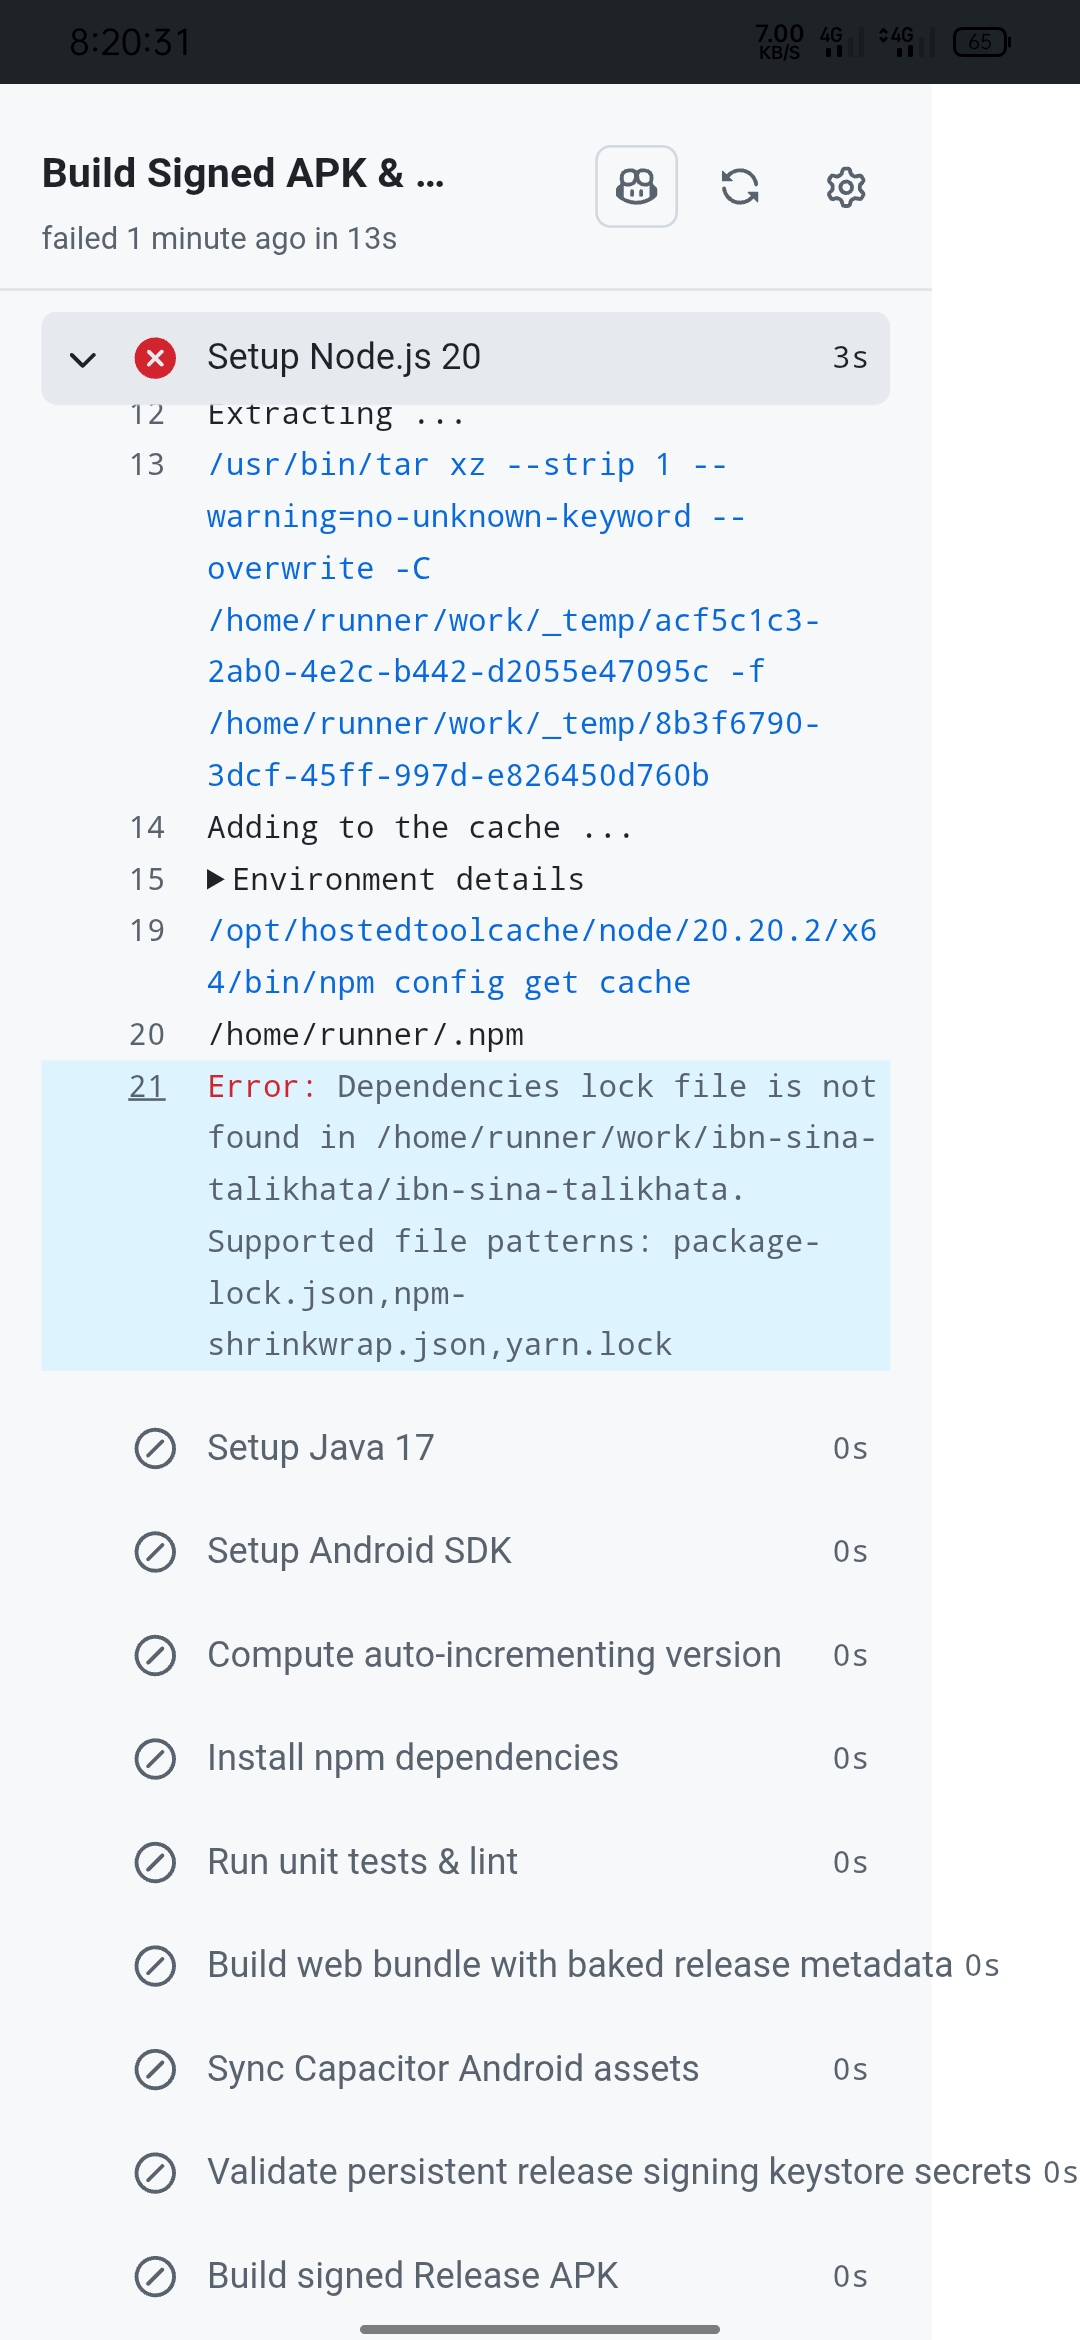 8:20:31
7.00
KB/S
4G
4G
65
Build Signed APK & ...
failed 1 minute ago in 13s
Setup Node.js 20 3s
12 Extracting ...
13 /usr/bin/tar xz --strip 1 --
warning=no-unknown-keyword --
overwrite -C
/home/runner/work/_temp/acf5c1c3-
2ab0-4e2c-b442-d2055e47095c -f
/home/runner/work/_temp/8b3f6790-
3dcf-45ff-997d-e826450d760b
14 Adding to the cache ...
15 Environment details
19 /opt/hostedtoolcache/node/20.20.2/x6
4/bin/npm config get cache
20 /home/runner/.npm
21 Error: Dependencies lock file is not
found in /home/runner/work/ibn-sina-
talikhata/ibn-sina-talikhata.
Supported file patterns: package-
lock.json,npm-
shrinkwrap.json,yarn.lock
Setup Java 17 0s
Setup Android SDK 0s
Compute auto-incrementing version 0s
Install npm dependencies 0s
Run unit tests & lint 0s
Build web bundle with baked release metadata 0s
Sync Capacitor Android assets 0s
Validate persistent release signing keystore secrets 0s
Build signed Release APK 0s